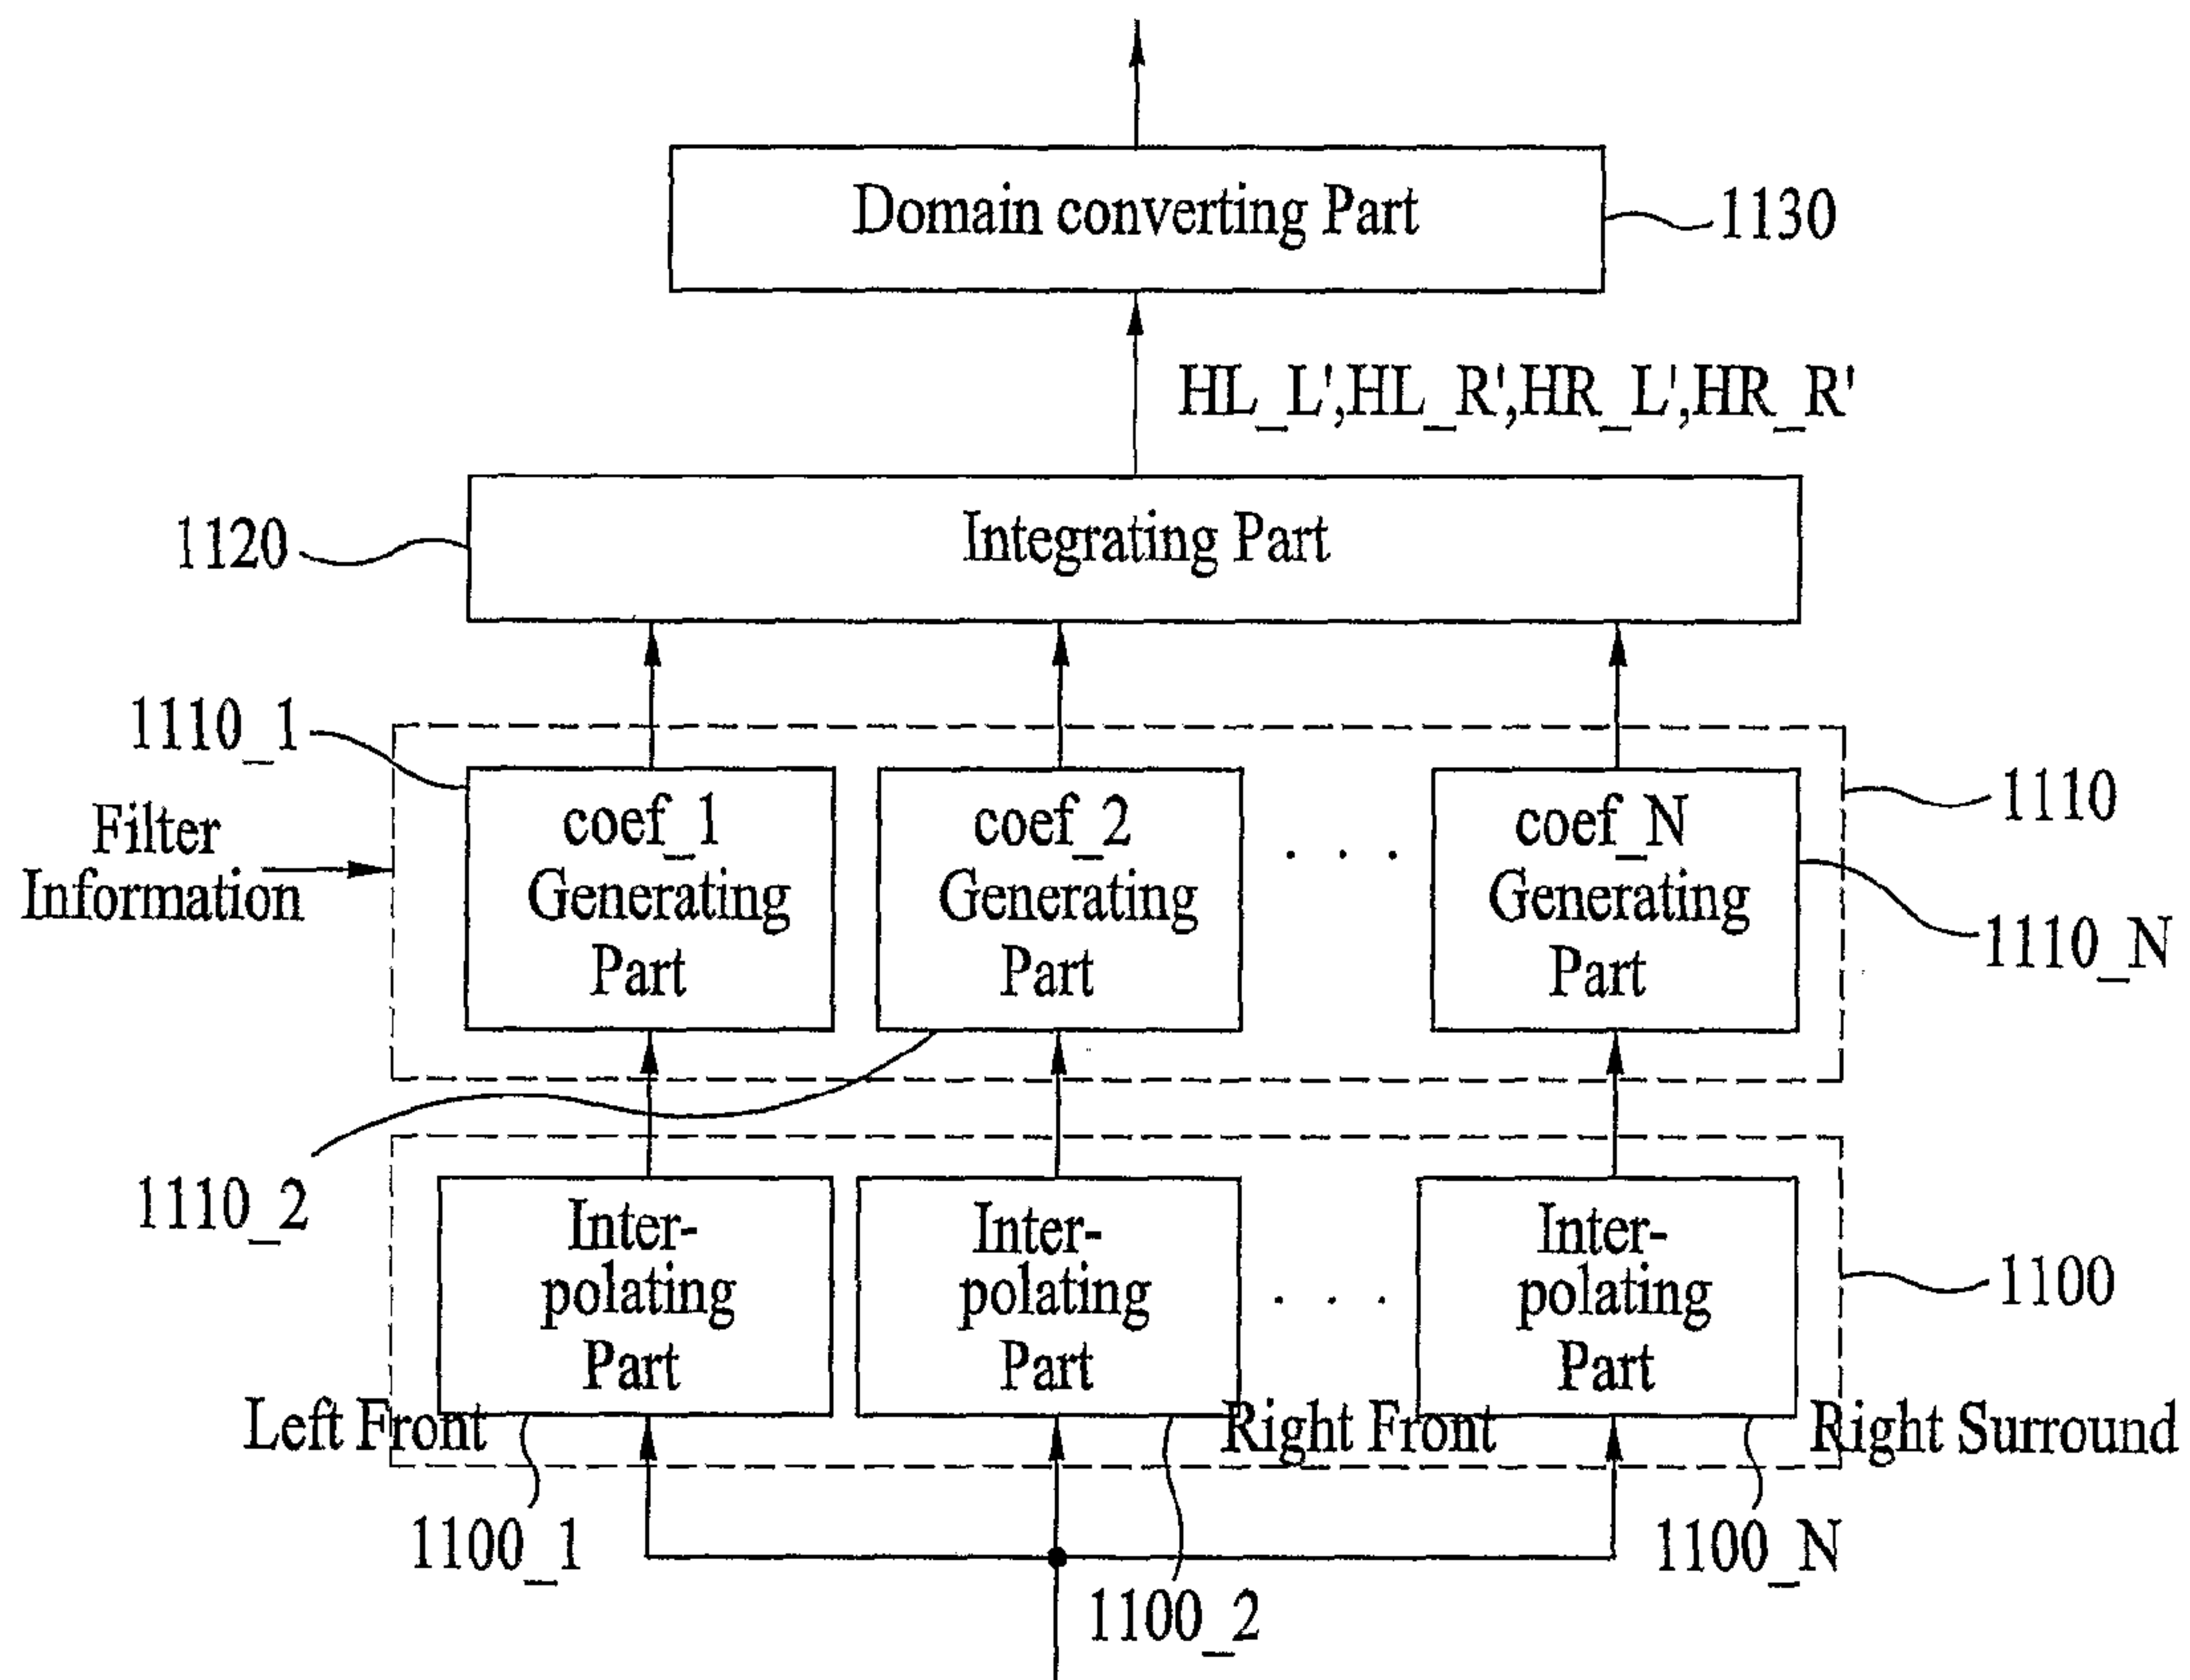 Domain converting Part
1130
HL_L',HL_R',HR_L',HR_R'
1120
Integrating Part
1110_1
Filter
Information
coef_1
Generating
Part
coef_2
Generating
Part
. . .
coef_N
Generating
Part
1110
1110_N
1110_2
Inter-
polating
Part
Inter-
polating
Part
. . .
Inter-
polating
Part
1100
Left Front
Right Front
Right Surround
1100_1
1100_2
1100_N